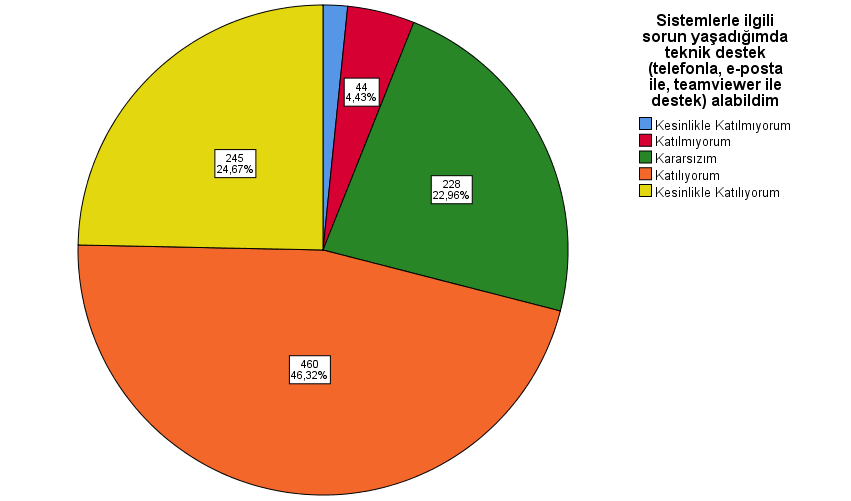 Sistemlerle ilgili
sorun yaşadığımda
teknik destek
(telefonla, e-posta
ile, teamviewer ile
destek) alabildim
Kesinlikle Katılmıyorum
Katılmıyorum
Kararsızım
Katılıyorum
Kesinlikle Katılıyorum
44
4,43%
245
24,67%
228
22,96%
460
46,32%